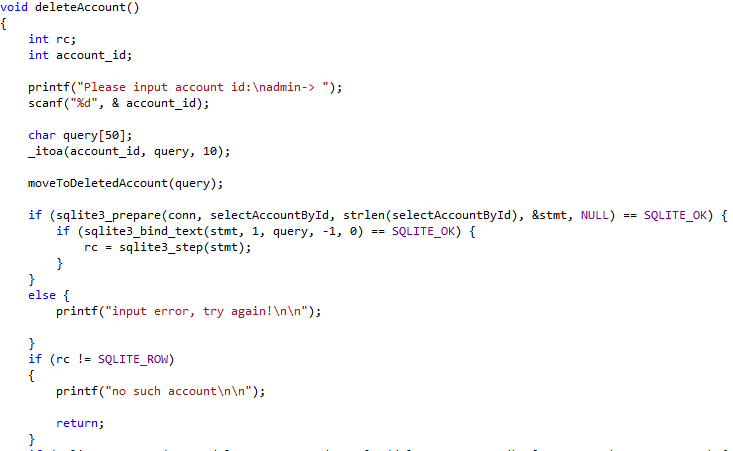 void deleteAccount()
{
    int rc;
    int account_id;
    printf("Please input account id:\nadmin-> ");
    scanf("%d", & account_id);
    char query[50];
    _itoa(account_id, query, 10);
    moveToDeletedAccount(query);
    if (sqlite3_prepare(conn, selectAccountById, strlen(selectAccountById), &stmt, NULL) == SQLITE_OK) {
        if (sqlite3_bind_text(stmt, 1, query, -1, 0) == SQLITE_OK) {
            rc = sqlite3_step(stmt);
        }
    }
    else {
        printf("input error, try again!\n\n");
    }
    if (rc != SQLITE_ROW)
    {
        printf("no such account\n\n");
        return;
    }